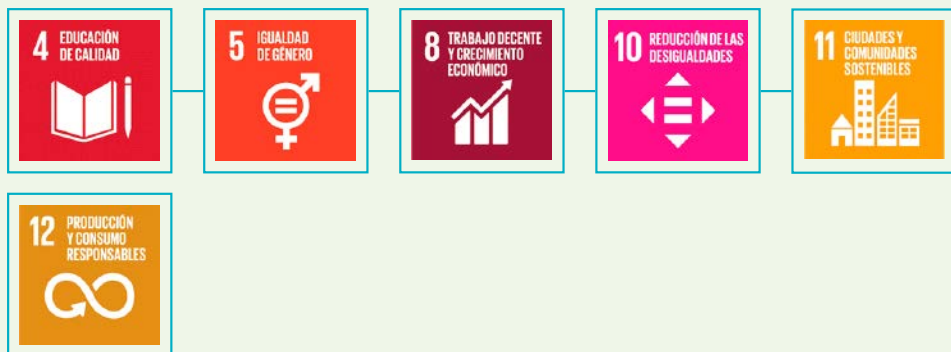 4 EDUCACIÓN
DE CALIDAD
5 IGUALDAD
DE GÉNERO
8 TRABAJO DECENTE
Y CRECIMIENTO
ECONÓMICO
10 REDUCCIÓN DE LAS
DESIGUALDADES
11 CIUDADES Y
COMUNIDADES
SOSTENIBLES
12 PRODUCCIÓN
Y CONSUMO
RESPONSABLES